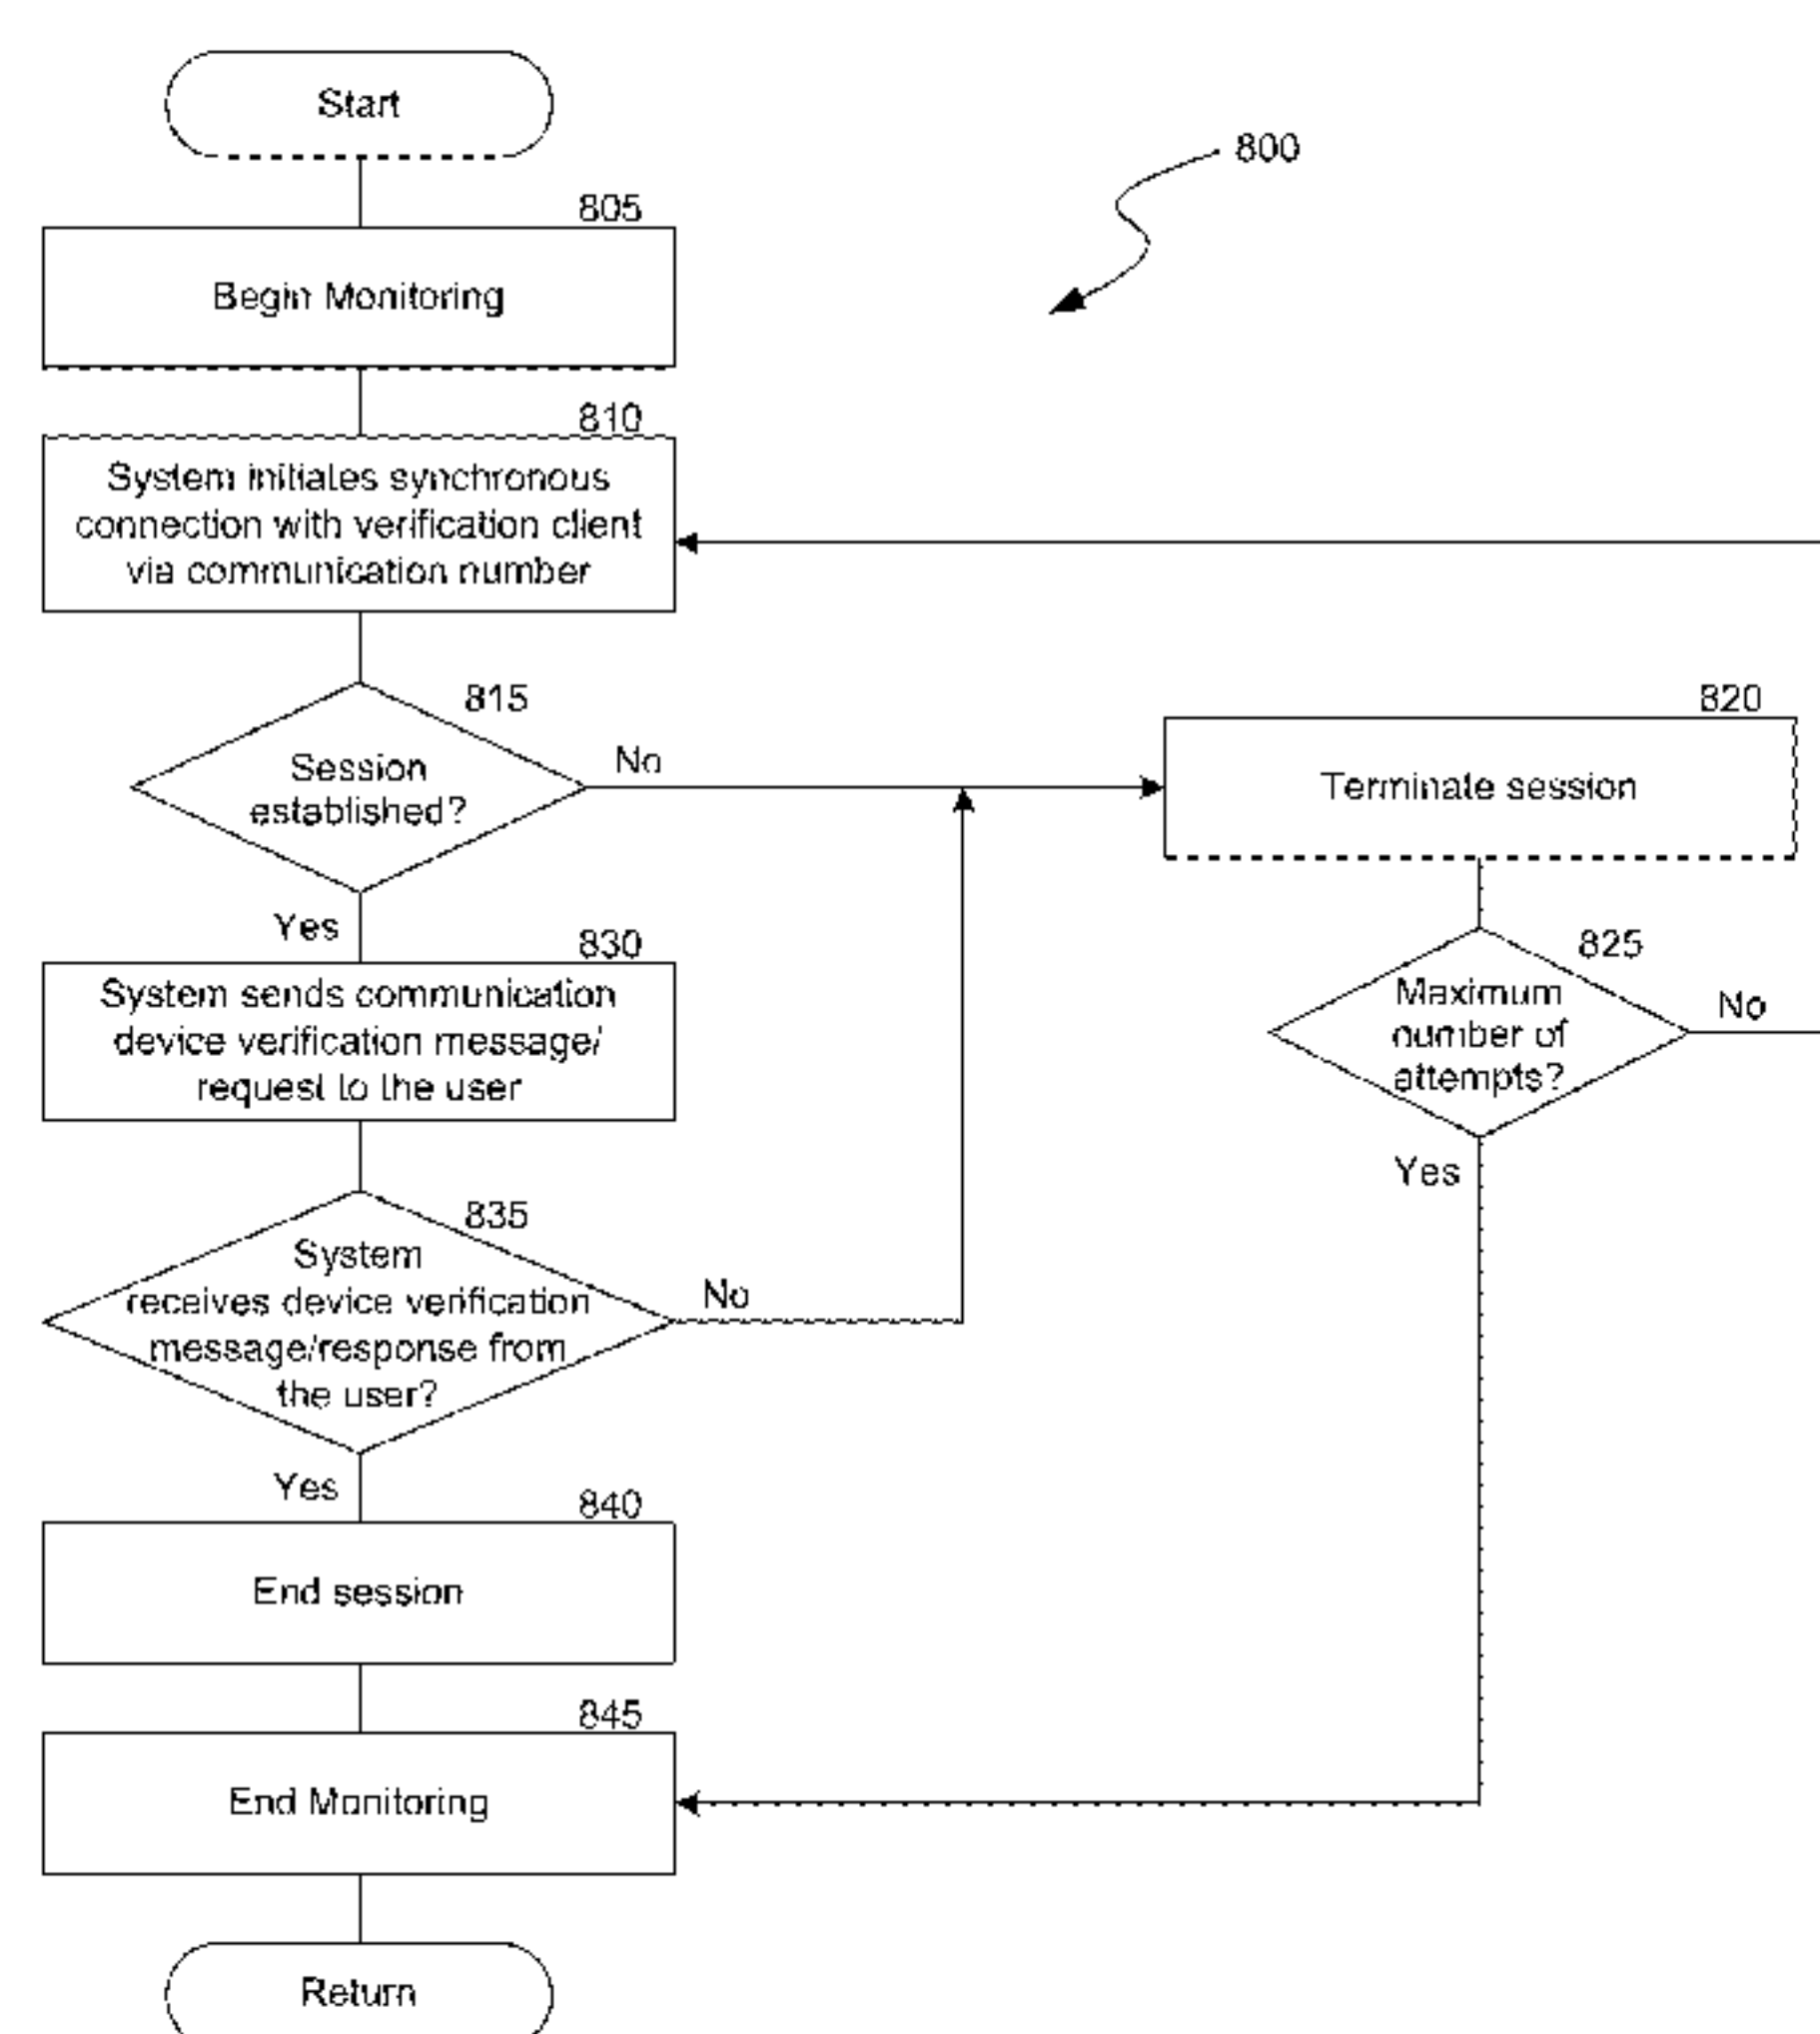 Start
800
805
Begin Monitoring
810
System initiates synchronous
connection with verification client
via communication number
815
Session
established?
No
820
Terminate session
Yes
830
System sends communication
device verification message/
request to the user
825
Maximum
number of
attempts?
No
Yes
835
System
receives device verification
message/response from
the user?
No
Yes
840
End session
845
End Monitoring
Return